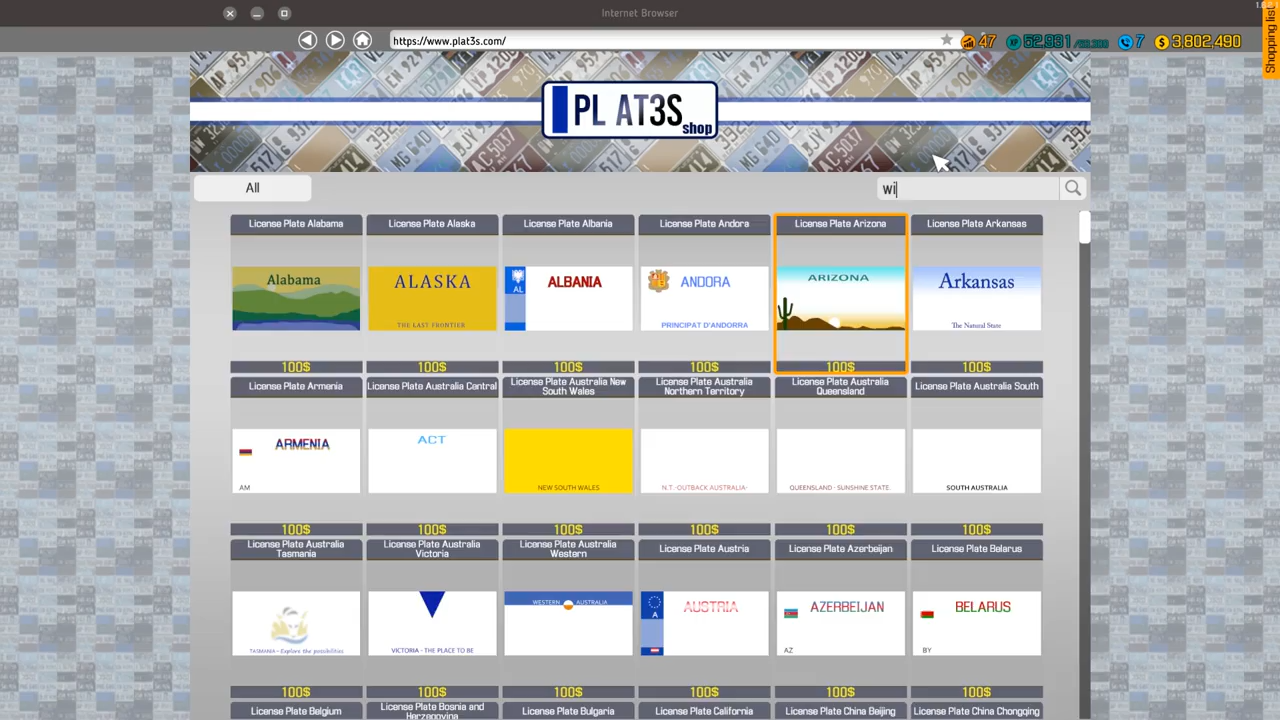 Internet Browser
https://www.plat3s.com/
47
7
3,802,490
Shopping list
PL AT3S
shop
All
wi
License Plate Alabama
License Plate Alaska
License Plate Albania
License Plate Andora
License Plate Arizona
License Plate Arkansas
Alabama
ALASKA
THE LAST FRONTIER
AL
ALBANIA
ANDORA
PRINCIPAT D'ANDORRA
ARIZONA
Arkansas
The Natural State
100$
100$
100$
100$
100$
100$
License Plate Armenia
License Plate Australia Central
License Plate Australia New
South Wales
License Plate Australia
Northern Territory
License Plate Australia
Queensland
License Plate Australia South
ARMENIA
AM
ACT
NEW SOUTH WALES
N.T. -OUTBACK AUSTRALIA-
QUEENSLAND - SUNSHINE STATE.
SOUTH AUSTRALIA
100$
100$
100$
100$
100$
100$
License Plate Australia
Tasmania
License Plate Australia
Victoria
License Plate Australia
Western
License Plate Austria
License Plate Azerbeijan
License Plate Belarus
TASMANIA - Explore the possibilities
VICTORIA - THE PLACE TO BE
WESTERN AUSTRALIA
A
AUSTRIA
AZERBEIJAN
AZ
BELARUS
BY
100$
100$
100$
100$
100$
100$
License Plate Belgium
License Plate Bosnia and
Herzegovina
License Plate Bulgaria
License Plate California
License Plate China Beijing
License Plate China Chongqing